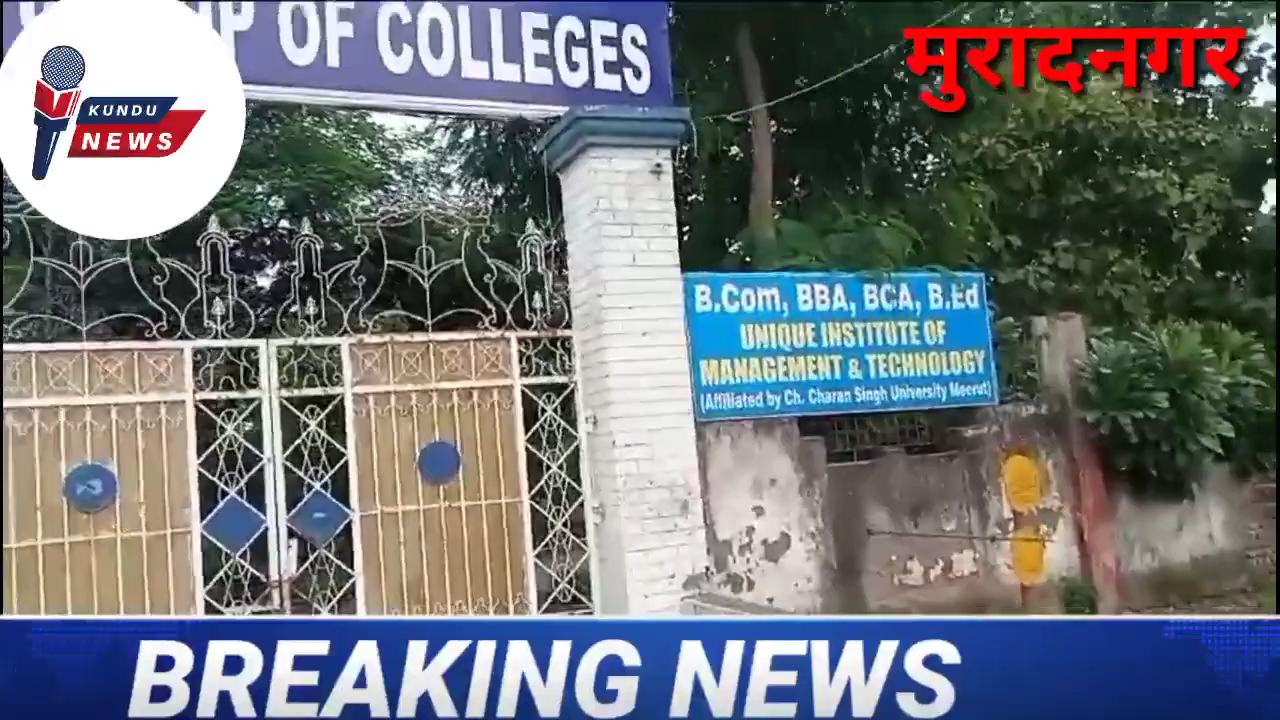 OF COLLEGES
मुरादनगर
KUNDU
NEWS
B.Com, BBA, BCA, B.Ed
UNIQUE INSTITUTE OF
MANAGEMENT & TECHNOLOGY
(Affiliated by Ch. Charan Singh University Meerut)
BREAKING NEWS